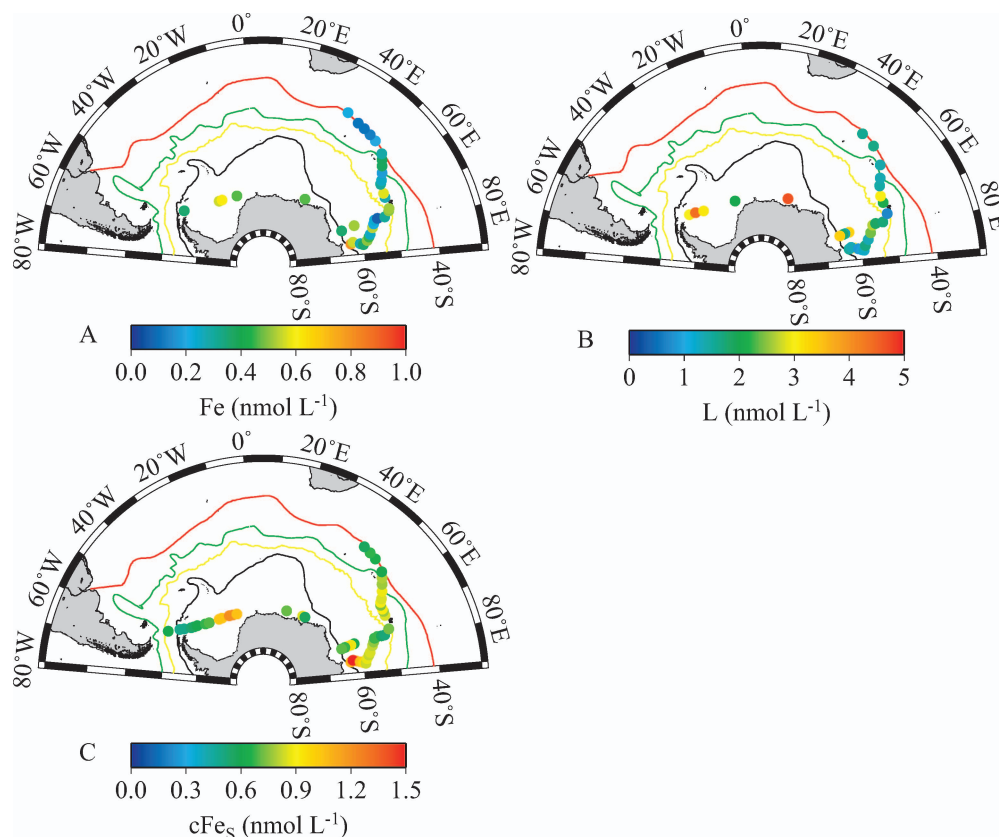 0˚
20˚W
20˚E
40˚W
40˚E
60˚W
60˚E
80˚W
80˚E
80˚S
60˚S
40˚S
A
0.0 0.2 0.4 0.6 0.8 1.0
Fe (nmol L⁻¹)
0˚
20˚W
20˚E
40˚W
40˚E
60˚W
60˚E
80˚W
80˚E
80˚S
60˚S
40˚S
B
0 1 2 3 4 5
L (nmol L⁻¹)
0˚
20˚W
20˚E
40˚W
40˚E
60˚W
60˚E
80˚W
80˚E
80˚S
60˚S
40˚S
C
0.0 0.3 0.6 0.9 1.2 1.5
cFeS (nmol L⁻¹)